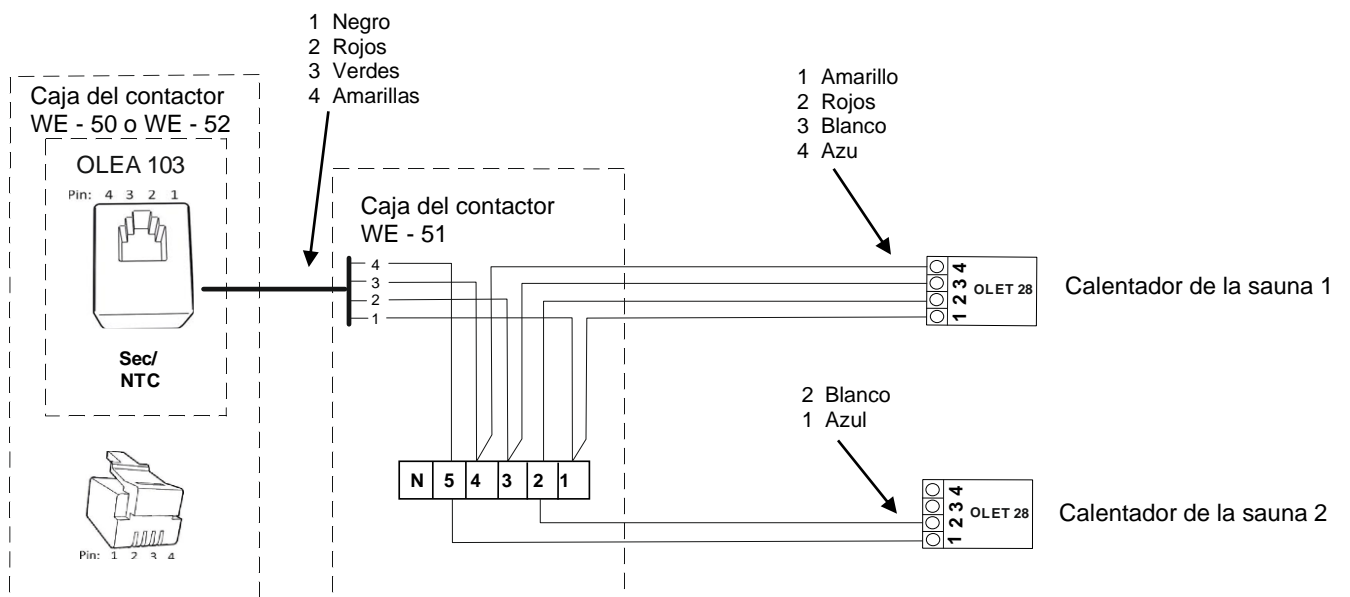 1 Negro
2 Rojos
3 Verdes
4 Amarillas
Caja del contactor
WE - 50 o WE - 52
OLEA 103
Pin: 4 3 2 1
Sec/
NTC
Pin: 1 2 3 4
Caja del contactor
WE - 51
4
3
2
1
N 5 4 3 2 1
1 Amarillo
2 Rojos
3 Blanco
4 Azu
1 2 3 4
OLET 28
Calentador de la sauna 1
2 Blanco
1 Azul
1 2 3 4
OLET 28
Calentador de la sauna 2